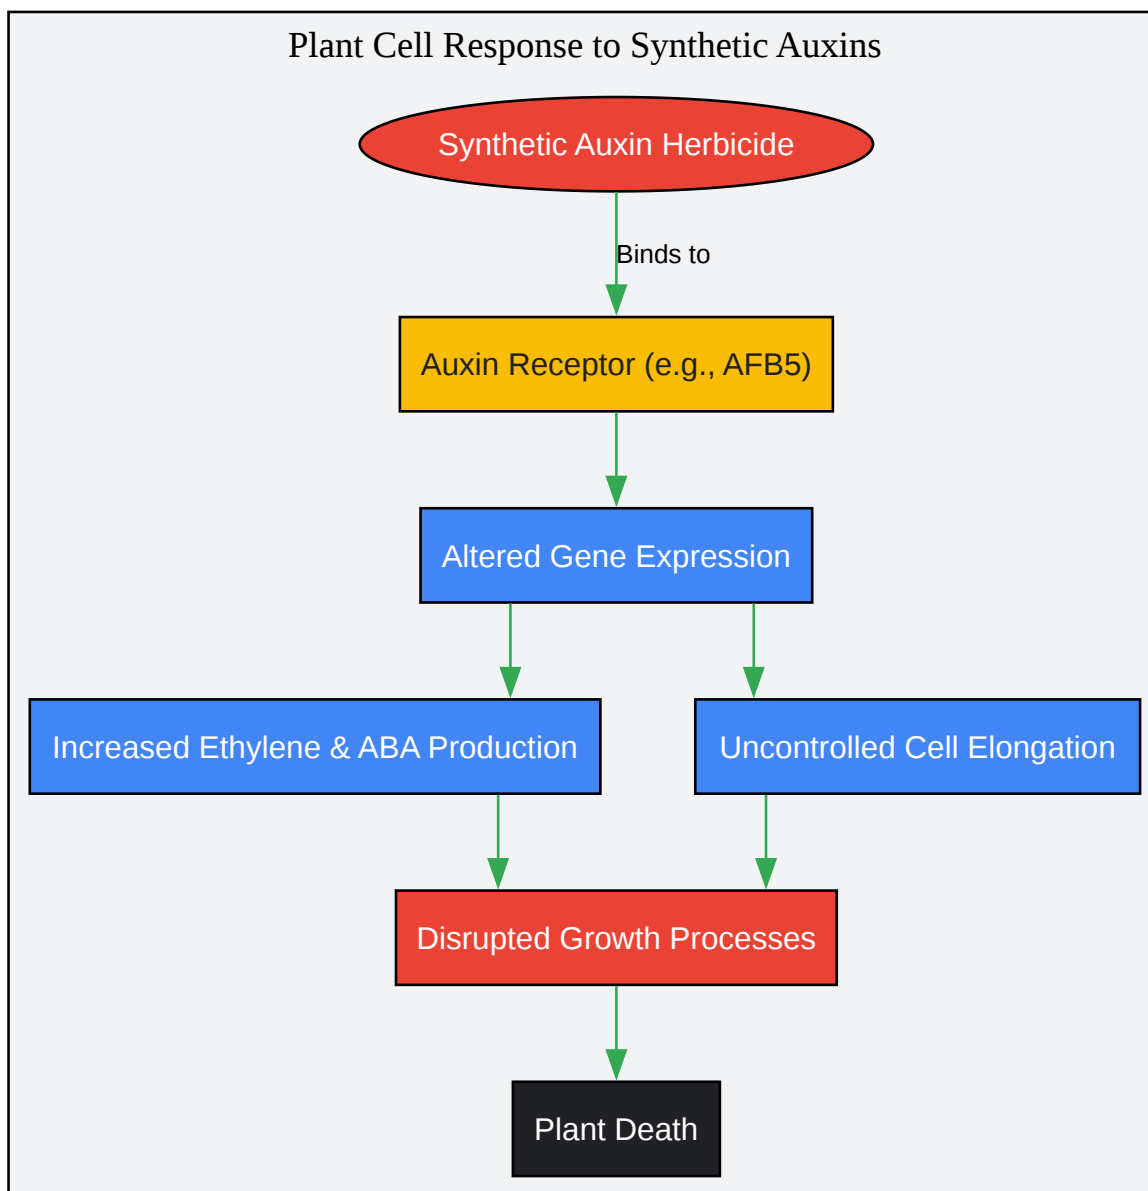 Plant Cell Response to Synthetic Auxins
Synthetic Auxin Herbicide
Binds to
Auxin Receptor (e.g., AFB5)
Altered Gene Expression
Increased Ethylene & ABA Production
Uncontrolled Cell Elongation
Disrupted Growth Processes
Plant Death